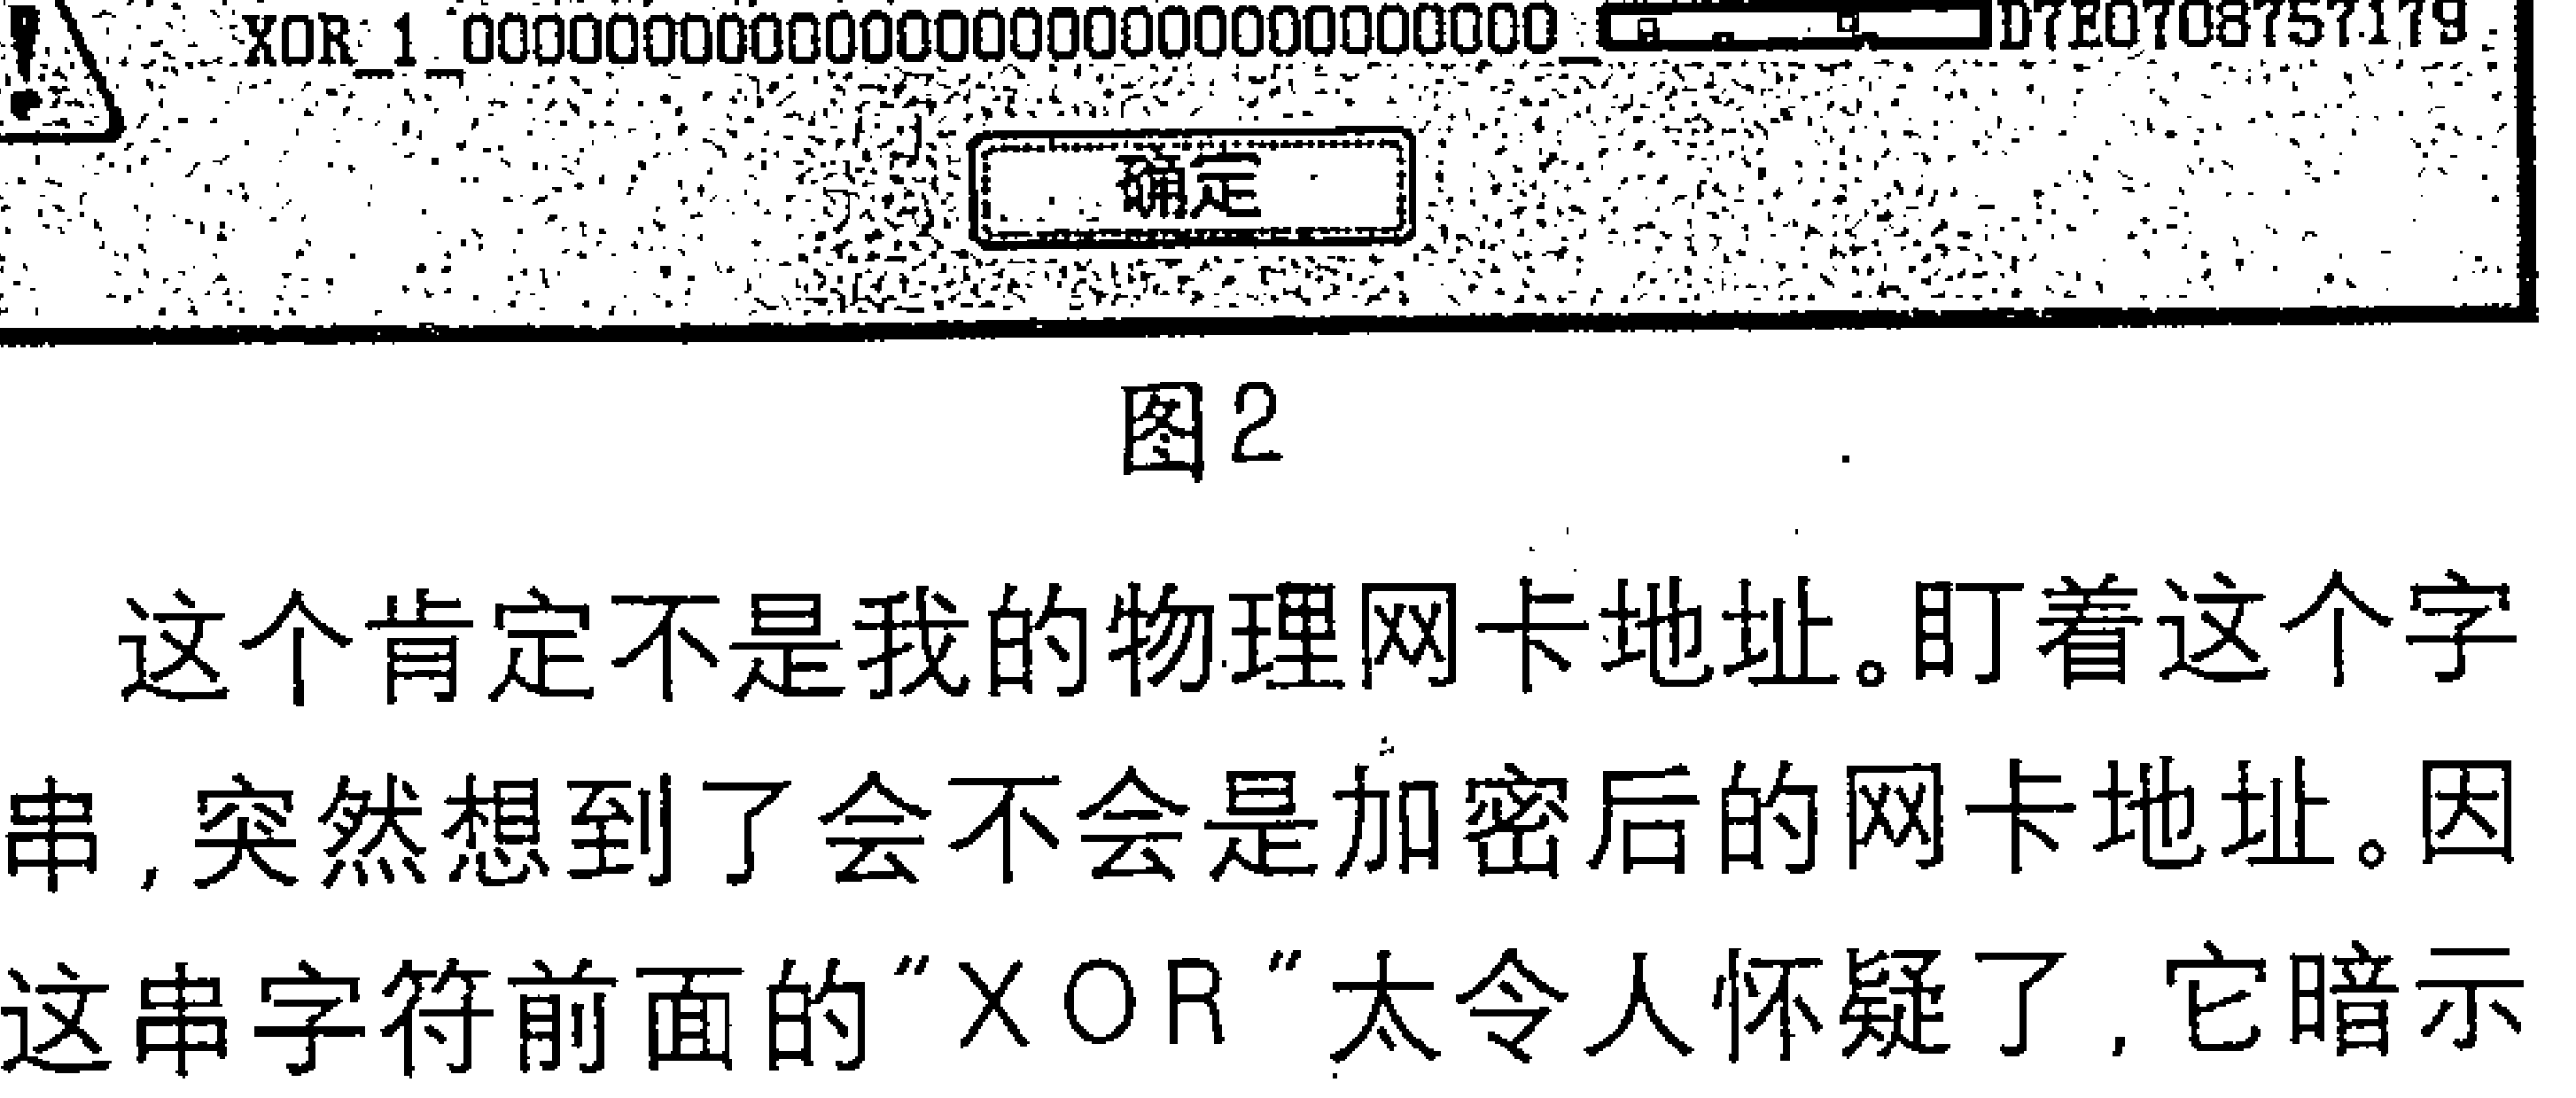 XOR_1_000000000000000000000000000000_ D7E0708757179
确定
图2
这个肯定不是我的物理网卡地址。盯着这个字
串,突然想到了会不会是加密后的网卡地址。因
这串字符前面的“XOR”太令人怀疑了,它暗示